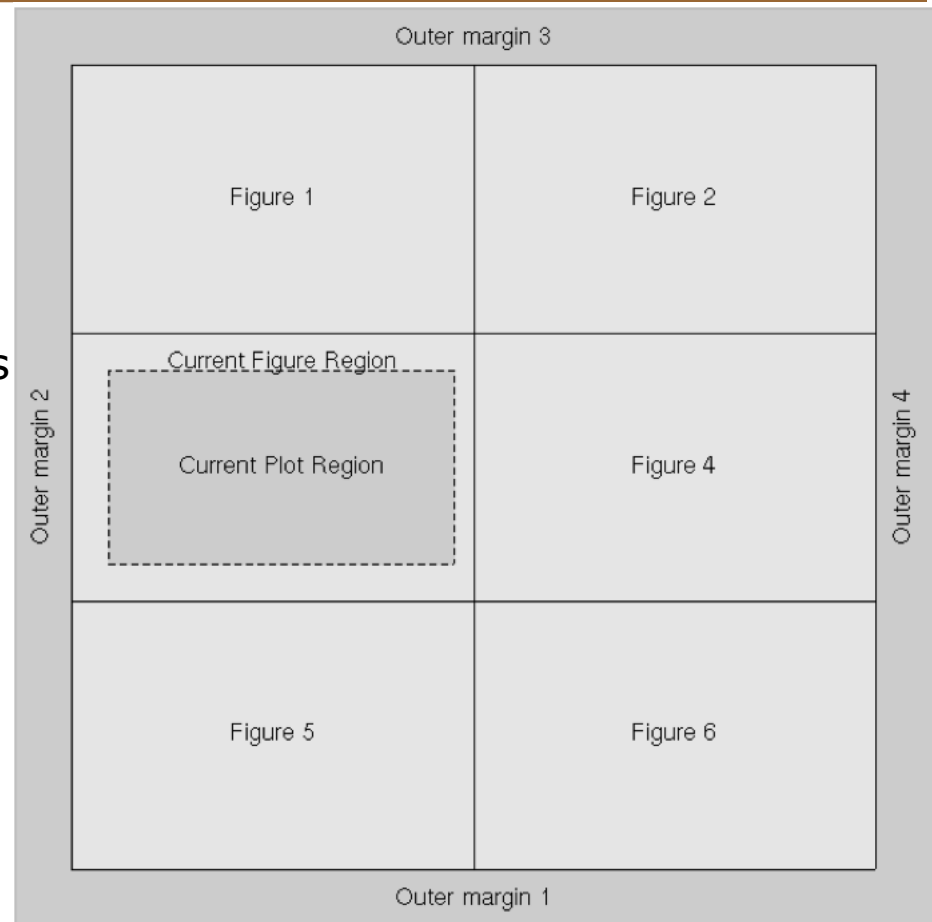 Outer margin 3
Figure 1
Figure 2
s
Current Figure Region
Outer margin 2
Current Plot Region
Figure 4
Outer margin 4
Figure 5
Figure 6
Outer margin 1